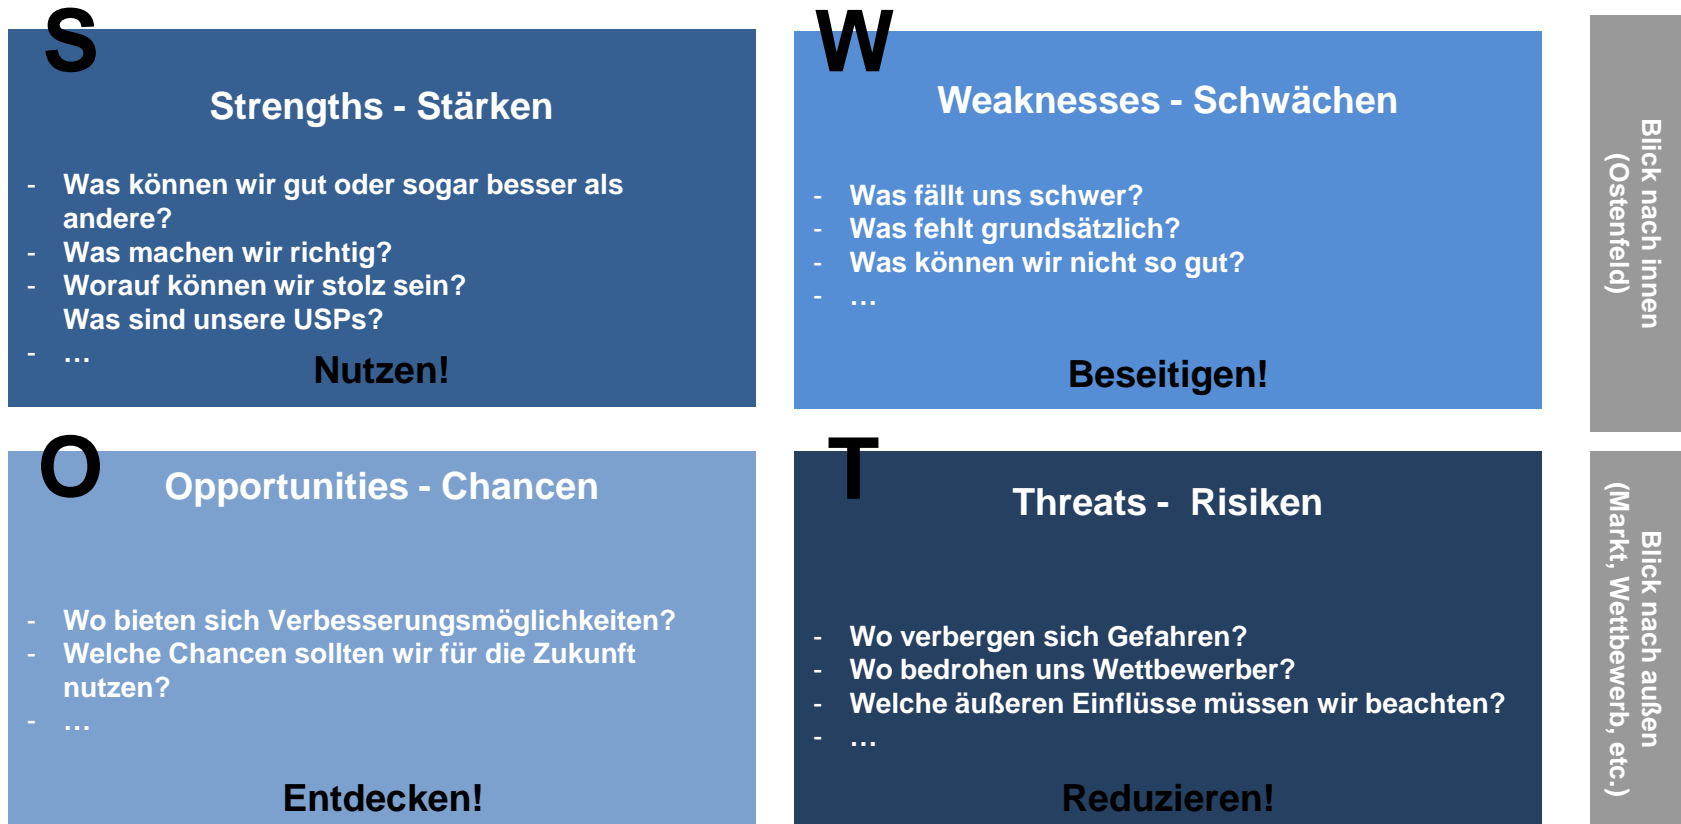 S
Strengths - Stärken
- Was können wir gut oder sogar besser als
andere?
- Was machen wir richtig?
- Worauf können wir stolz sein?
Was sind unsere USPs?
- …
Nutzen!
W
Weaknesses - Schwächen
- Was fällt uns schwer?
- Was fehlt grundsätzlich?
- Was können wir nicht so gut?
- …
Beseitigen!
Blick nach innen
(Ostenfeld)
O
Opportunities - Chancen
- Wo bieten sich Verbesserungsmöglichkeiten?
- Welche Chancen sollten wir für die Zukunft
nutzen?
- …
Entdecken!
T
Threats - Risiken
- Wo verbergen sich Gefahren?
- Wo bedrohen uns Wettbewerber?
- Welche äußeren Einflüsse müssen wir beachten?
- …
Reduzieren!
Blick nach außen
(Markt, Wettbewerb, etc.)